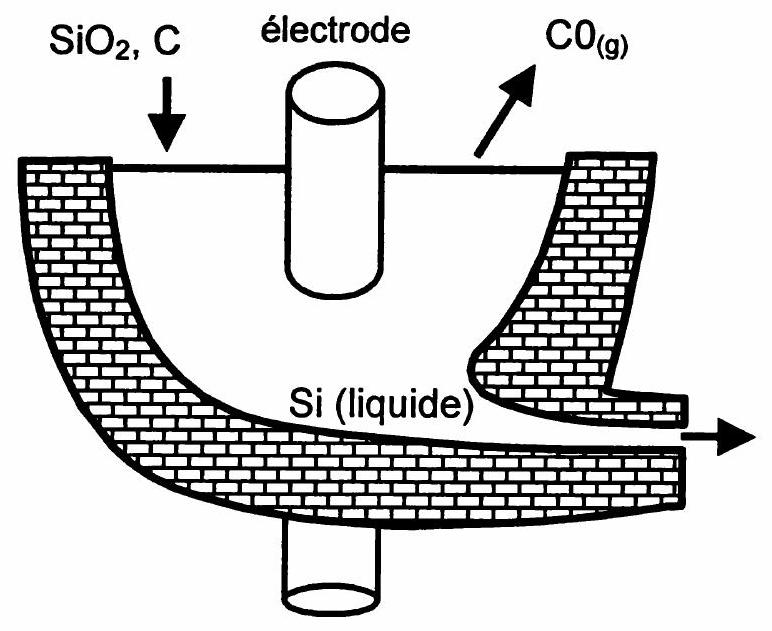 SiO₂, C
électrode
C0(g)
Si (liquide)